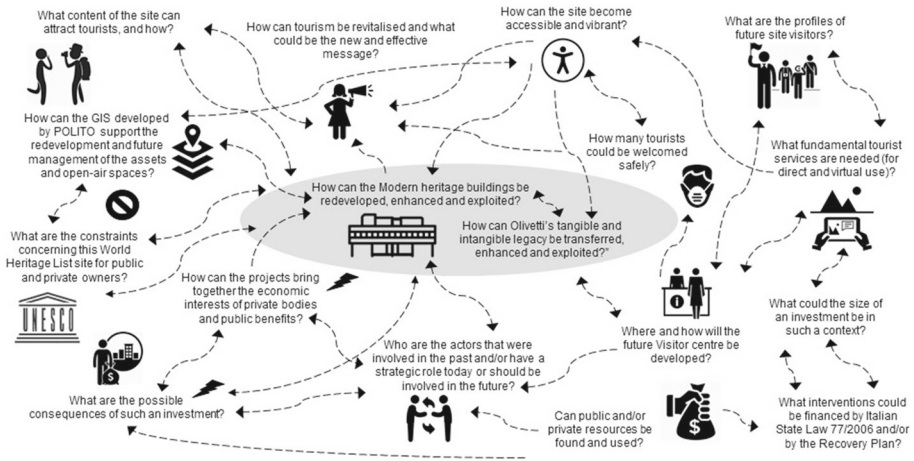 What content of the site can
attract tourists, and how?
How can tourism be revitalised and what
could be the new and effective
message?
How can the site become
accessible and vibrant?
What are the profiles of
future site visitors?
How can the GIS developed
by POLITO support the
redevelopment and future
management of the assets
and open-air spaces?
How many tourists
could be welcomed
safely?
What fundamental tourist
services are needed (for
direct and virtual use)?
How can the Modern heritage buildings be
redeveloped, enhanced and exploited?
How can Olivetti's tangible and
intangible legacy be transferred,
enhanced and exploited?"
What are the constraints
concerning this World
Heritage List site for public
and private owners?
UNESCO
How can the projects bring
together the economic
interests of private bodies
and public benefits?
i
What could the size of
an investment be in
such a context?
Where and how will the
future Visitor centre be
developed?
Who are the actors that were
involved in the past and/or have a
strategic role today or should be
involved in the future?
$
What are the possible
consequences of such an investment?
Can public and/or
private resources be
found and used?
$
What interventions could
be financed by Italian
State Law 77/2006 and/or
by the Recovery Plan?